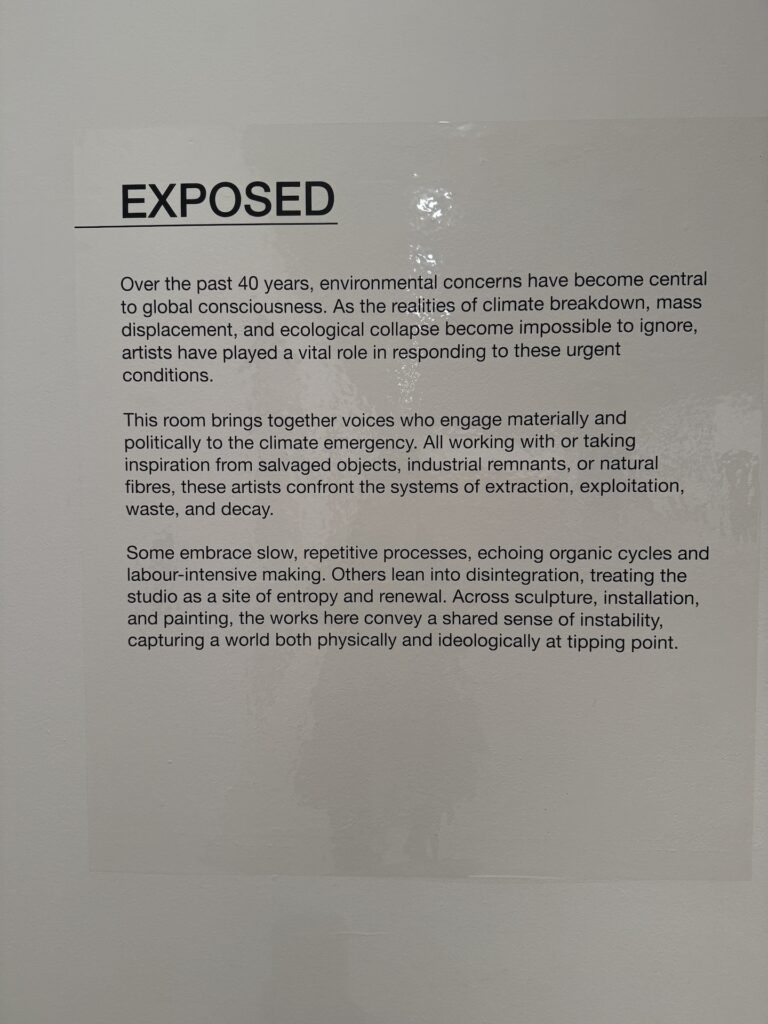 EXPOSED
Over the past 40 years, environmental concerns have become central
to global consciousness. As the realities of climate breakdown, mass
displacement, and ecological collapse become impossible to ignore,
artists have played a vital role in responding to these urgent
conditions.
This room brings together voices who engage materially and
politically to the climate emergency. All working with or taking
inspiration from salvaged objects, industrial remnants, or natural
fibres, these artists confront the systems of extraction, exploitation,
waste, and decay.
Some embrace slow, repetitive processes, echoing organic cycles and
labour-intensive making. Others lean into disintegration, treating the
studio as a site of entropy and renewal. Across sculpture, installation,
and painting, the works here convey a shared sense of instability,
capturing a world both physically and ideologically at tipping point.